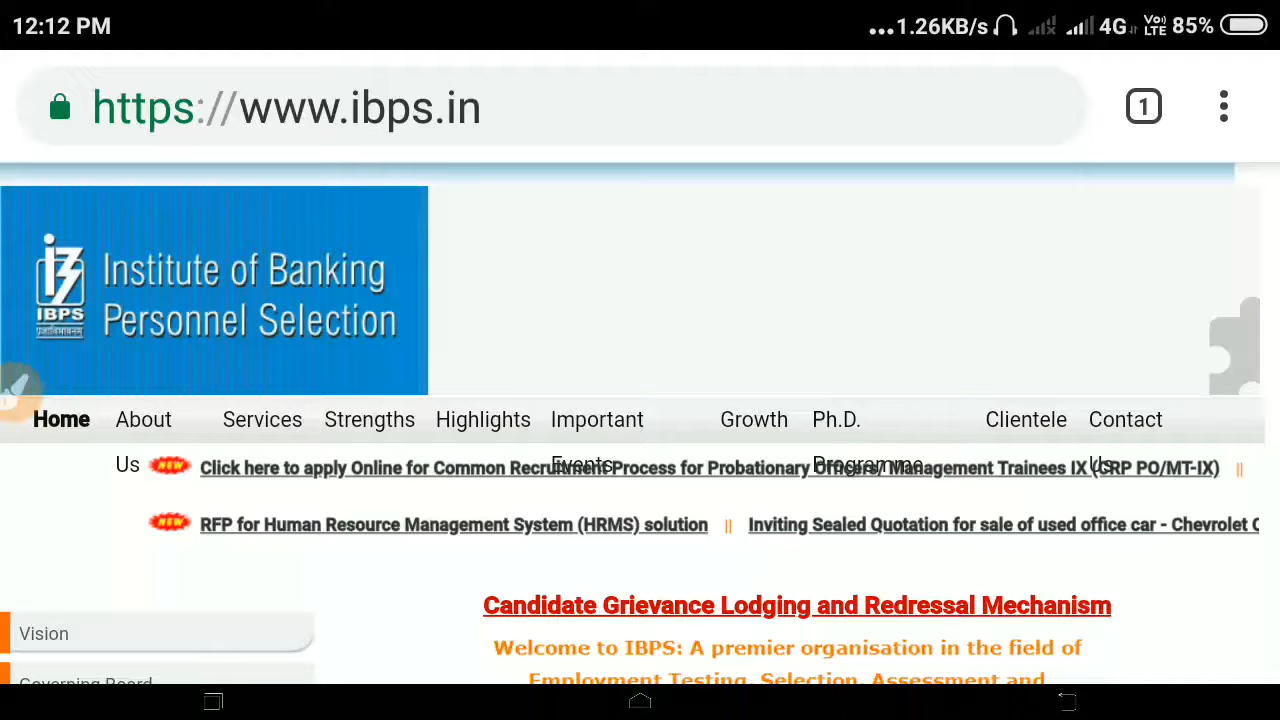 12:12 PM
...1.26KB/s 4G Vo) LTE 85%
https://www.ibps.in
1
Institute of Banking
Personnel Selection
IBPS
Home About Us Services Strengths Highlights Important Events Growth Ph.D. Programme Clientele Contact Us
NEW Click here to apply Online for Common Recruitment Process for Probationary Officers/ Management Trainees IX (CRP PO/MT-IX) ||
NEW RFP for Human Resource Management System (HRMS) solution || Inviting Sealed Quotation for sale of used office car - Chevrolet
Candidate Grievance Lodging and Redressal Mechanism
Vision
Welcome to IBPS: A premier organisation in the field of
Governing Board
Employment Testing, Selection, Assessment and